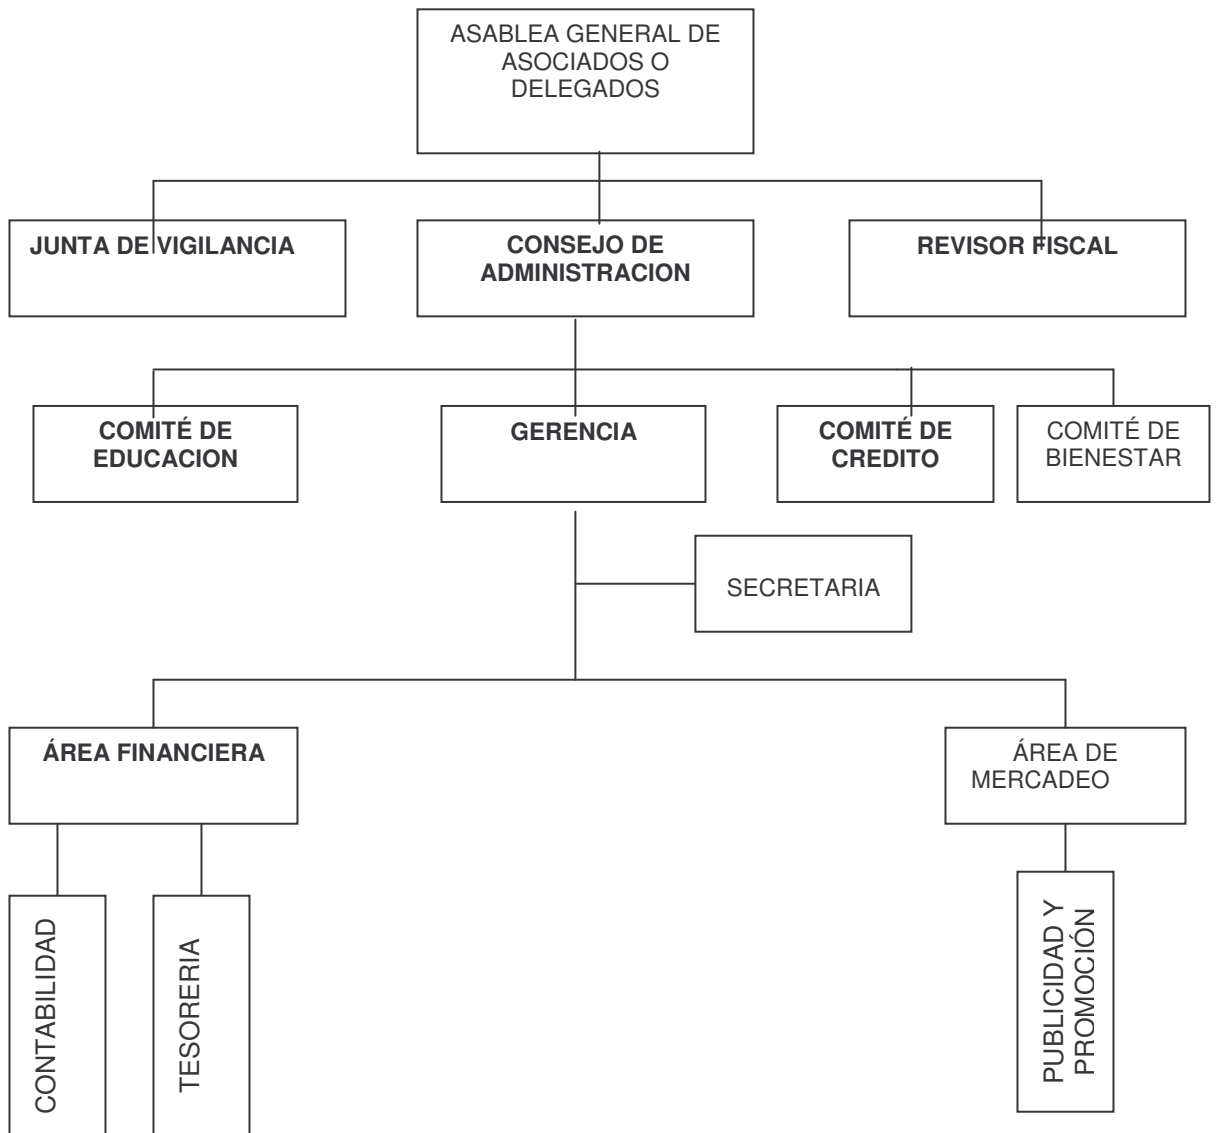 ASABLEA GENERAL DE
ASOCIADOS O
DELEGADOS
JUNTA DE VIGILANCIA
CONSEJO DE
ADMINISTRACION
REVISOR FISCAL
COMITÉ DE
EDUCACION
GERENCIA
COMITÉ DE
CREDITO
COMITÉ DE
BIENESTAR
SECRETARIA
ÁREA FINANCIERA
ÁREA DE
MERCADEO
CONTABILIDAD
TESORERIA
PUBLICIDAD Y
PROMOCIÓN